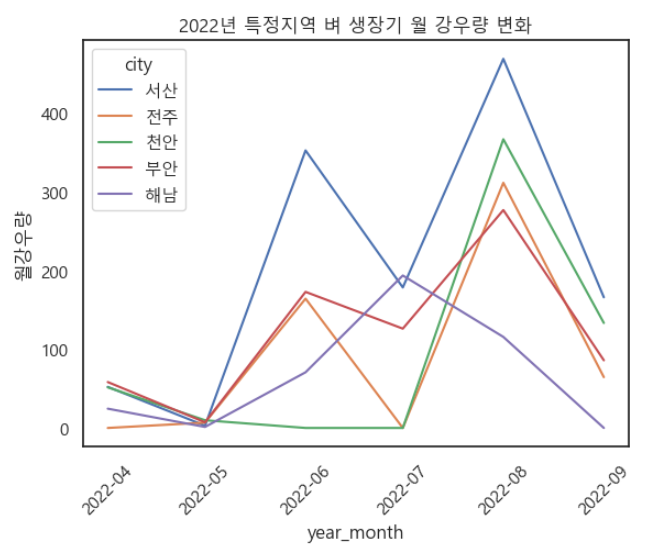 2022년 특정지역 벼 생장기 월 강우량 변화
city
서산
전주
천안
부안
해남
월강우량
400
300
200
100
0
2022-04
2022-05
2022-06
2022-07
2022-08
2022-09
year_month